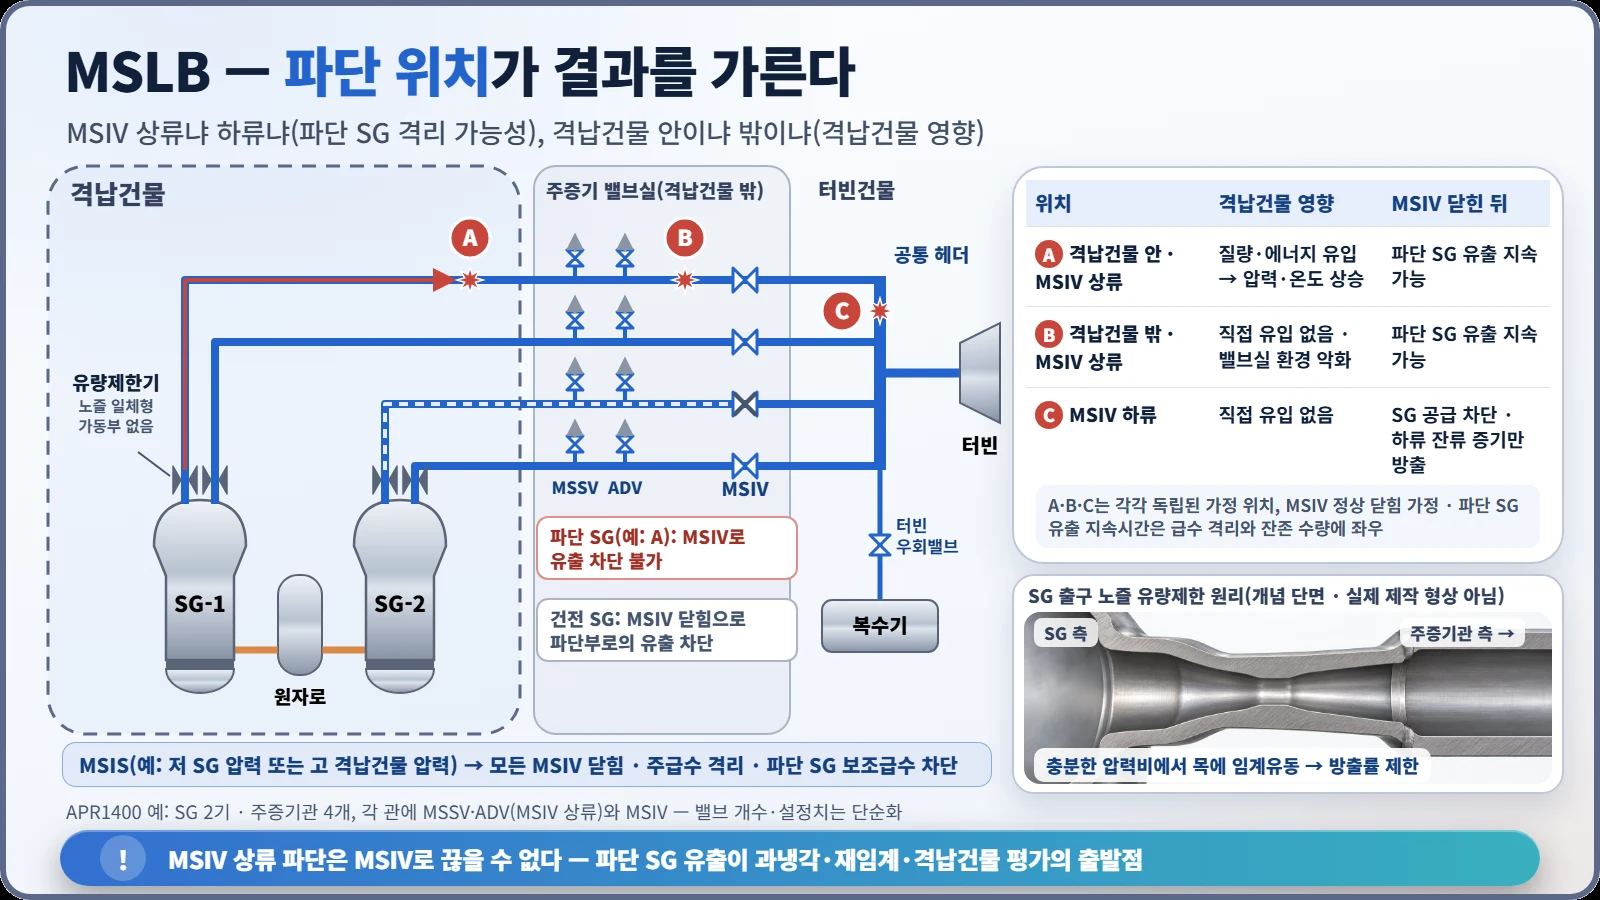 MSLB — 파단 위치가 결과를 가른다
MSIV 상류냐 하류냐(파단 SG 격리 가능성), 격납건물 안이냐 밖이냐(격납건물 영향)
격납건물
주증기 밸브실(격납건물 밖)
터빈건물
A
B
공통 헤더
C
유량제한기
노즐 일체형
가동부 없음
터빈
MSSV ADV
MSIV
터빈
우회밸브
파단 SG(예: A): MSIV로
유출 차단 불가
건전 SG: MSIV 닫힘으로
파단부로의 유출 차단
SG-1
SG-2
복수기
원자로
MSIS(예: 저 SG 압력 또는 고 격납건물 압력) → 모든 MSIV 닫힘 · 주급수 격리 · 파단 SG 보조급수 차단
APR1400 예: SG 2기 · 주증기관 4개, 각 관에 MSSV·ADV(MSIV 상류)와 MSIV — 밸브 개수·설정치는 단순화
위치 격납건물 영향 MSIV 닫힌 뒤
A 격납건물 안 · 질량·에너지 유입 파단 SG 유출 지속
MSIV 상류 → 압력·온도 상승 가능
B 격납건물 밖 · 직접 유입 없음 · 파단 SG 유출 지속
MSIV 상류 밸브실 환경 악화 가능
C MSIV 하류 직접 유입 없음 SG 공급 차단 ·
하류 잔류 증기만
방출
A·B·C는 각각 독립된 가정 위치, MSIV 정상 닫힘 가정 · 파단 SG
유출 지속시간은 급수 격리와 잔존 수량에 좌우
SG 출구 노즐 유량제한 원리(개념 단면 · 실제 제작 형상 아님)
SG 측
주증기관 측 →
충분한 압력비에서 목에 임계유동 → 방출률 제한
! MSIV 상류 파단은 MSIV로 끊을 수 없다 — 파단 SG 유출이 과냉각·재임계·격납건물 평가의 출발점